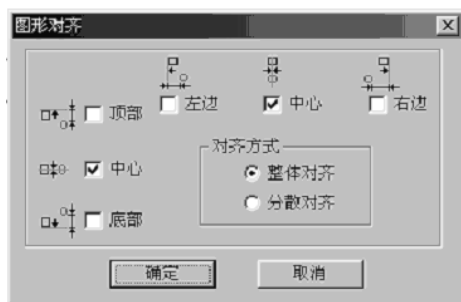 图形对齐
左边 中心 右边
顶部
对齐方式
中心 整体对齐
分散对齐
底部
确定 取消